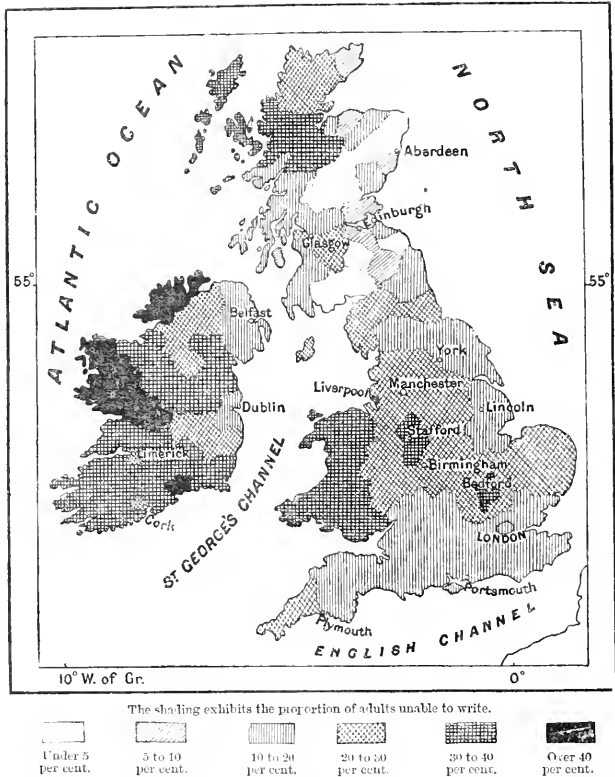 ATLANTIC OCEAN
NORTH SEA
Abardeen
Edinburgh
Glasgow
55°
55°
Belfast
York
Liverpool
Manchester
Lincoln
Dublin
Stafford
Limerick
Birmingham
Bedford
Cork
ST GEORGE'S CHANNEL
LONDON
Portsmouth
Plymouth
ENGLISH CHANNEL
10° W. of Gr.
0°
The shading exhibits the proportion of adults unable to write.
Under 5 per cent.
5 to 10 per cent.
10 to 20 per cent.
20 to 30 per cent.
30 to 40 per cent.
Over 40 per cent.